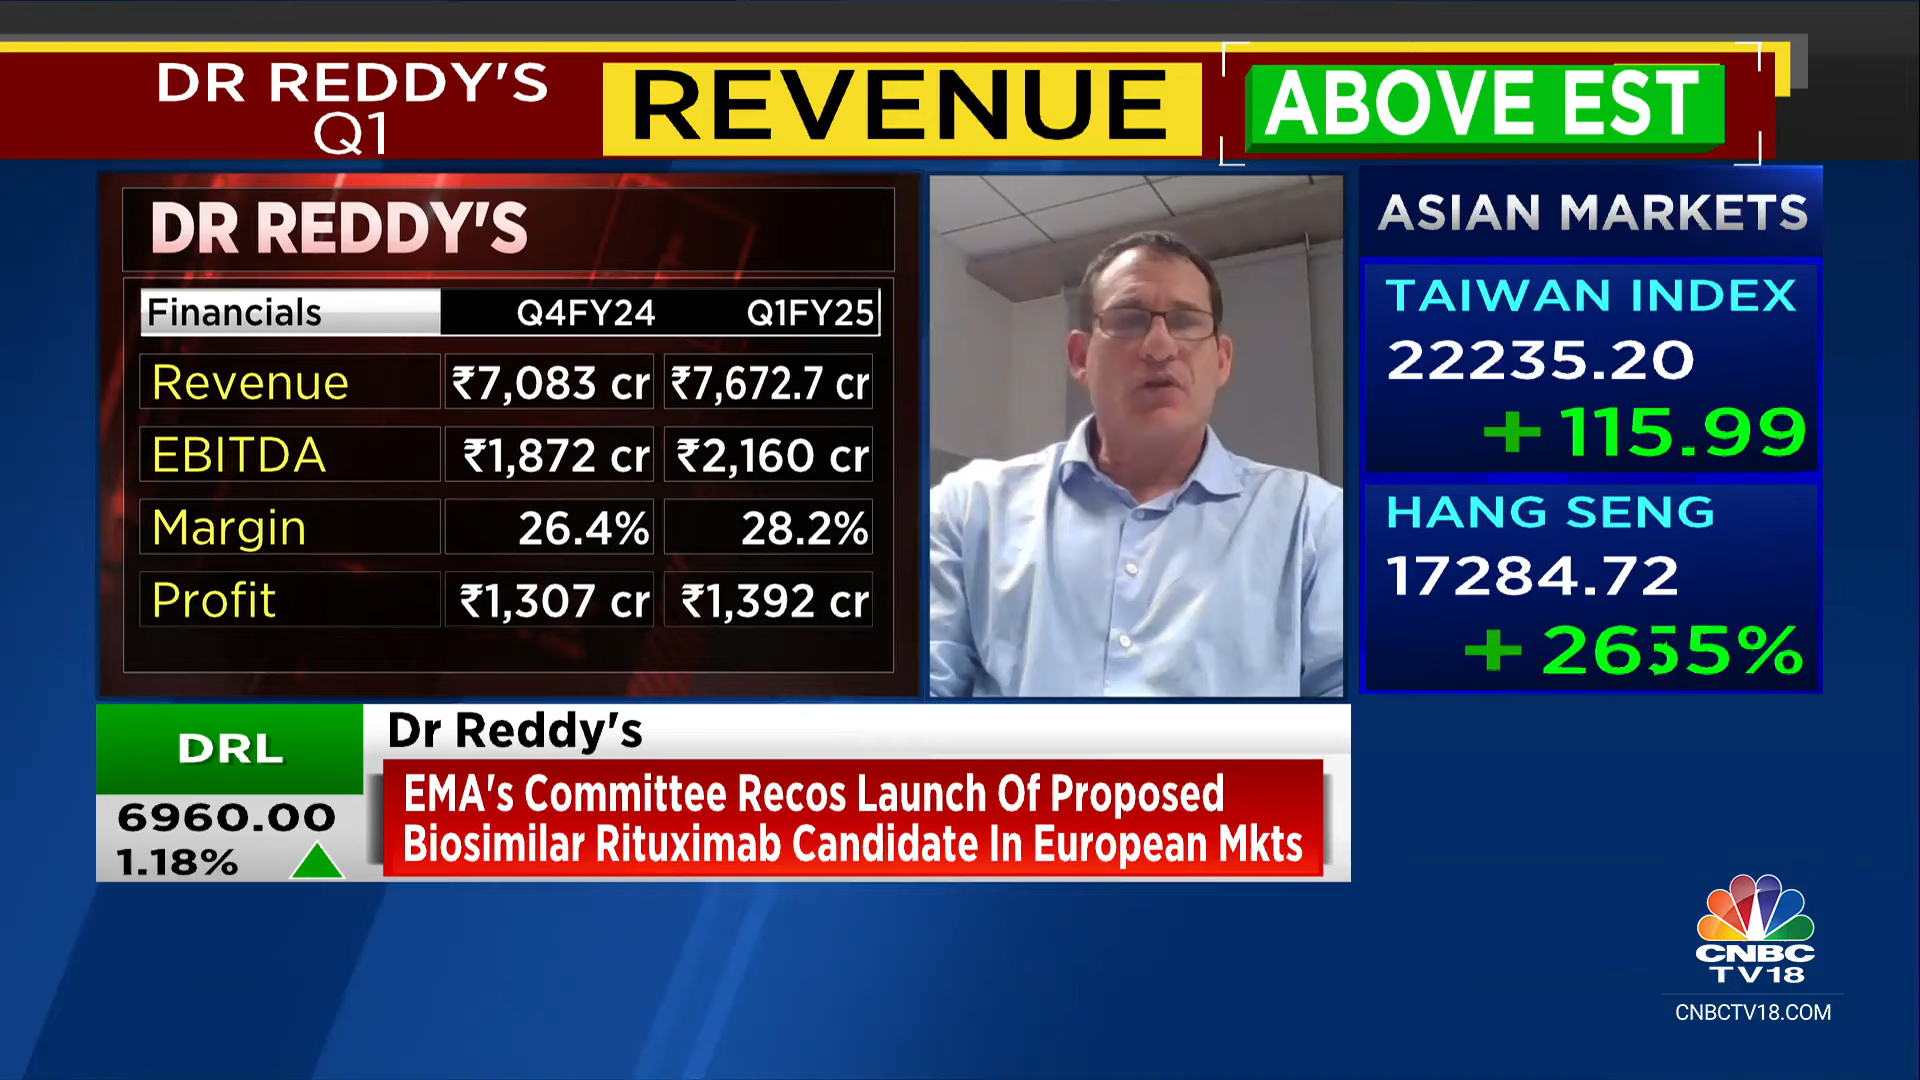 DR REDDY'S
Q1
REVENUE
ABOVE EST
DR REDDY'S
Financials Q4FY24 Q1FY25
Revenue ₹7,083 cr ₹7,672.7 cr
EBITDA ₹1,872 cr ₹2,160 cr
Margin 26.4% 28.2%
Profit ₹1,307 cr ₹1,392 cr
ASIAN MARKETS
TAIWAN INDEX
22235.20
+115.99
HANG SENG
17284.72
DRL
6960.00
1.18%
Dr Reddy's
EMA's Committee Recos Launch Of Proposed
Biosimilar Rituximab Candidate In European Mkts
CNBC
TV18
CNBCTV18.COM